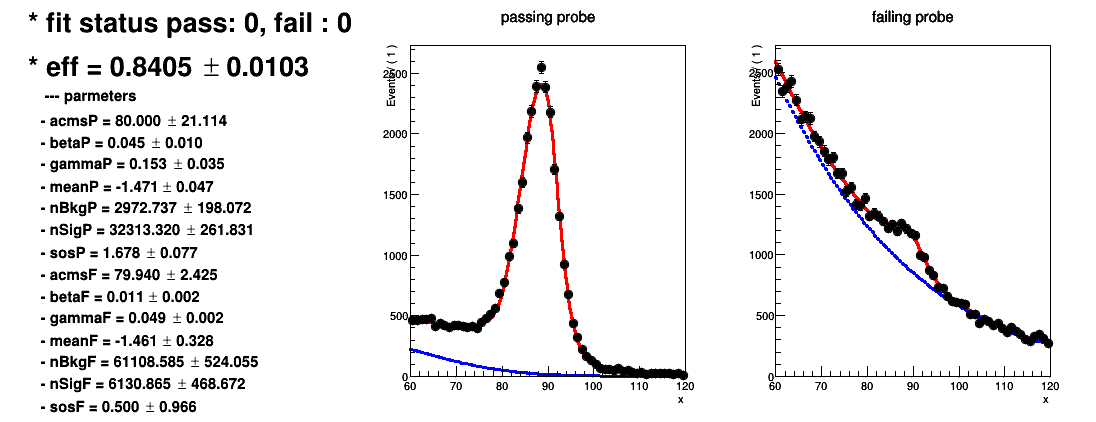 * fit status pass: 0, fail : 0
* eff = 0.8405 ± 0.0103
--- parmeters
- acmsP = 80.000 ± 21.114
- betaP = 0.045 ± 0.010
- gammaP = 0.153 ± 0.035
- meanP = -1.471 ± 0.047
- nBkgP = 2972.737 ± 198.072
- nSigP = 32313.320 ± 261.831
- sosP = 1.678 ± 0.077
- acmsF = 79.940 ± 2.425
- betaF = 0.011 ± 0.002
- gammaF = 0.049 ± 0.002
- meanF = -1.461 ± 0.328
- nBkgF = 61108.585 ± 524.055
- nSigF = 6130.865 ± 468.672
- sosF = 0.500 ± 0.966
passing probe
Events / ( 1 )
2500
2000
1500
1000
500
0
60 70 80 90 100 110 120
x
failing probe
Events / ( 1 )
2500
2000
1500
1000
500
0
60 70 80 90 100 110 120
x